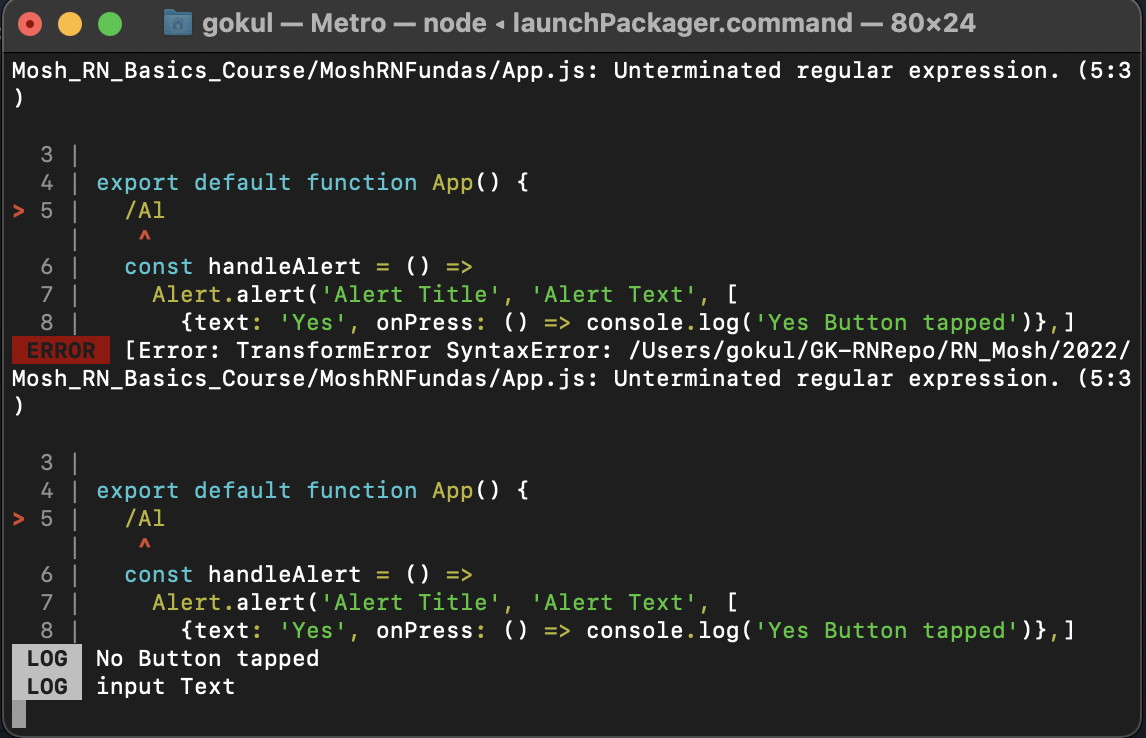 gokul — Metro — node ◂ launchPackager.command — 80×24
Mosh_RN_Basics_Course/MoshRNFundas/App.js: Unterminated regular expression. (5:3
)
  3 |
  4 | export default function App() {
> 5 |   /Al
    |    ^
  6 |   const handleAlert = () =>
  7 |     Alert.alert('Alert Title', 'Alert Text', [
  8 |       {text: 'Yes', onPress: () => console.log('Yes Button tapped')},]
ERROR  [Error: TransformError SyntaxError: /Users/gokul/GK-RNRepo/RN_Mosh/2022/
Mosh_RN_Basics_Course/MoshRNFundas/App.js: Unterminated regular expression. (5:3
)
  3 |
  4 | export default function App() {
> 5 |   /Al
    |    ^
  6 |   const handleAlert = () =>
  7 |     Alert.alert('Alert Title', 'Alert Text', [
  8 |       {text: 'Yes', onPress: () => console.log('Yes Button tapped')},]
LOG  No Button tapped
LOG  input Text